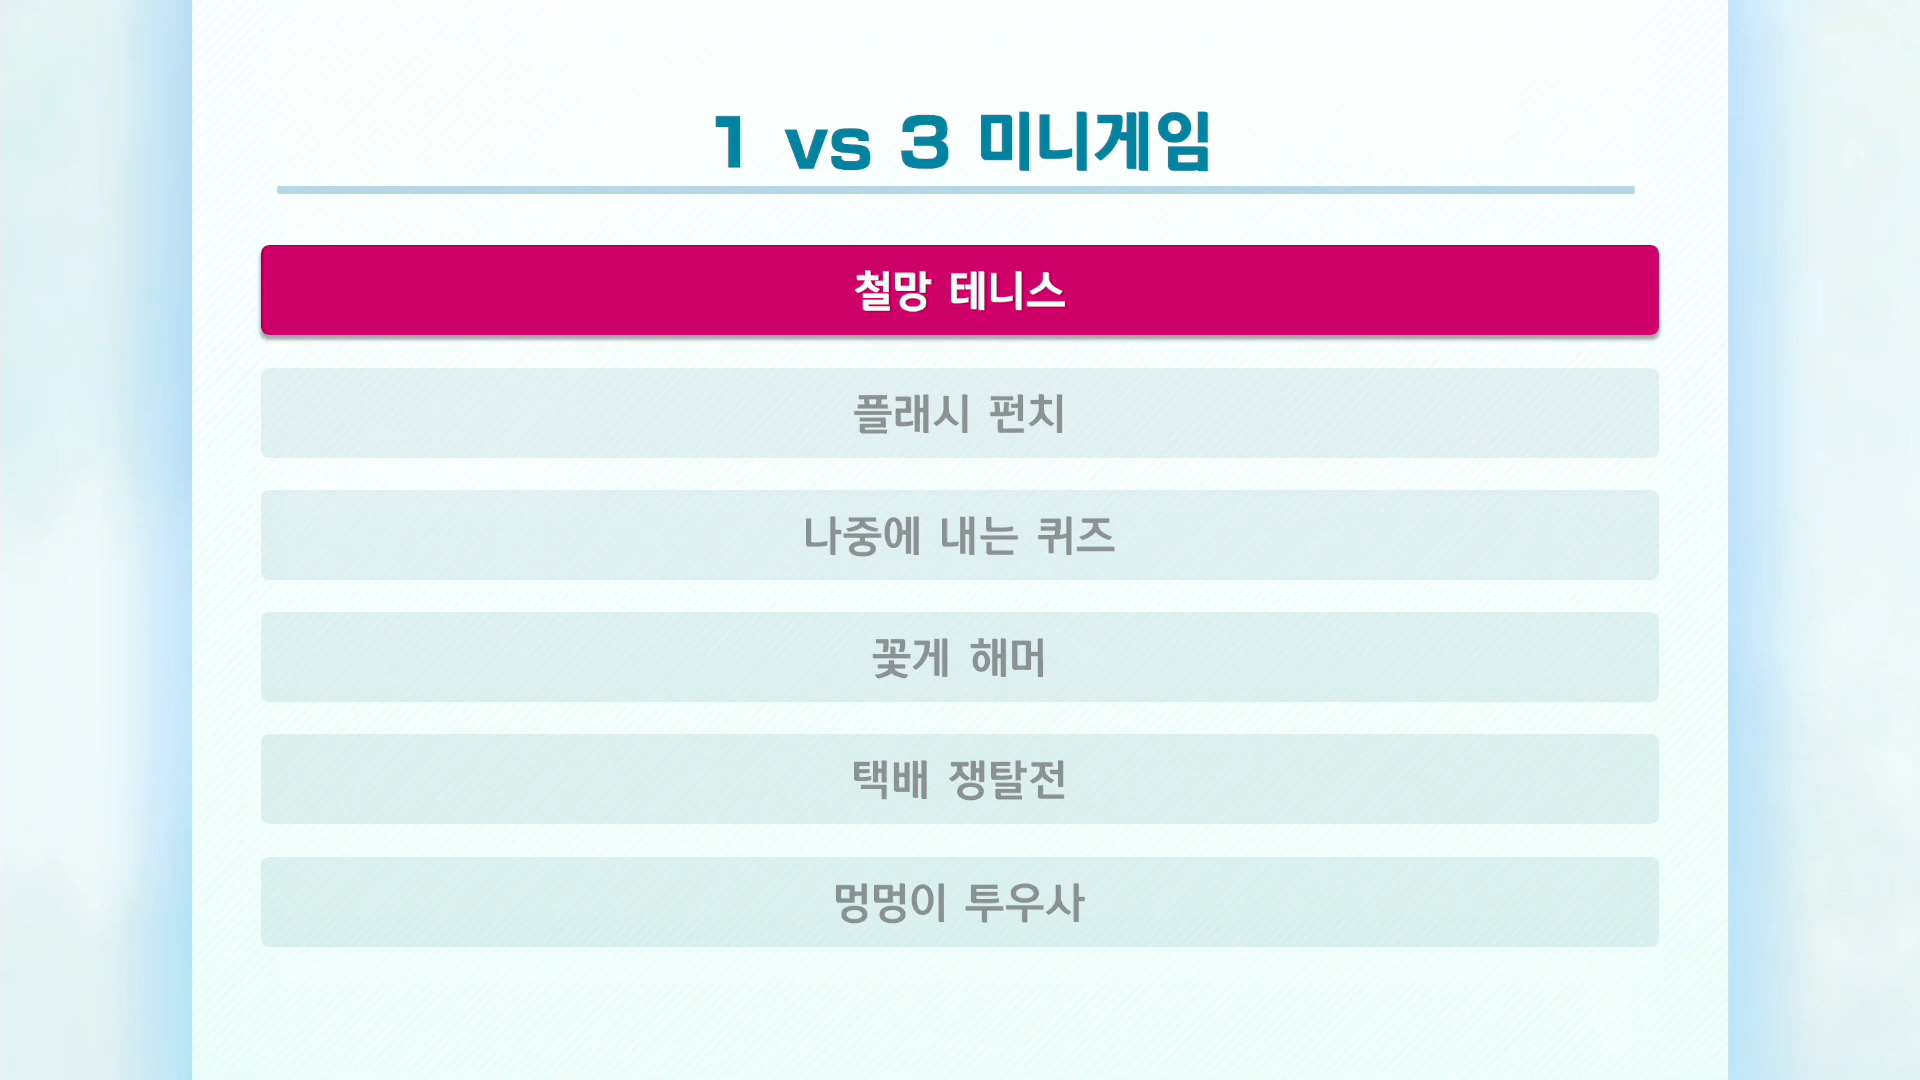 1 vs 3 미니게임
철망 테니스
플래시 펀치
나중에 내는 퀴즈
꽃게 해머
택배 쟁탈전
멍멍이 투우사